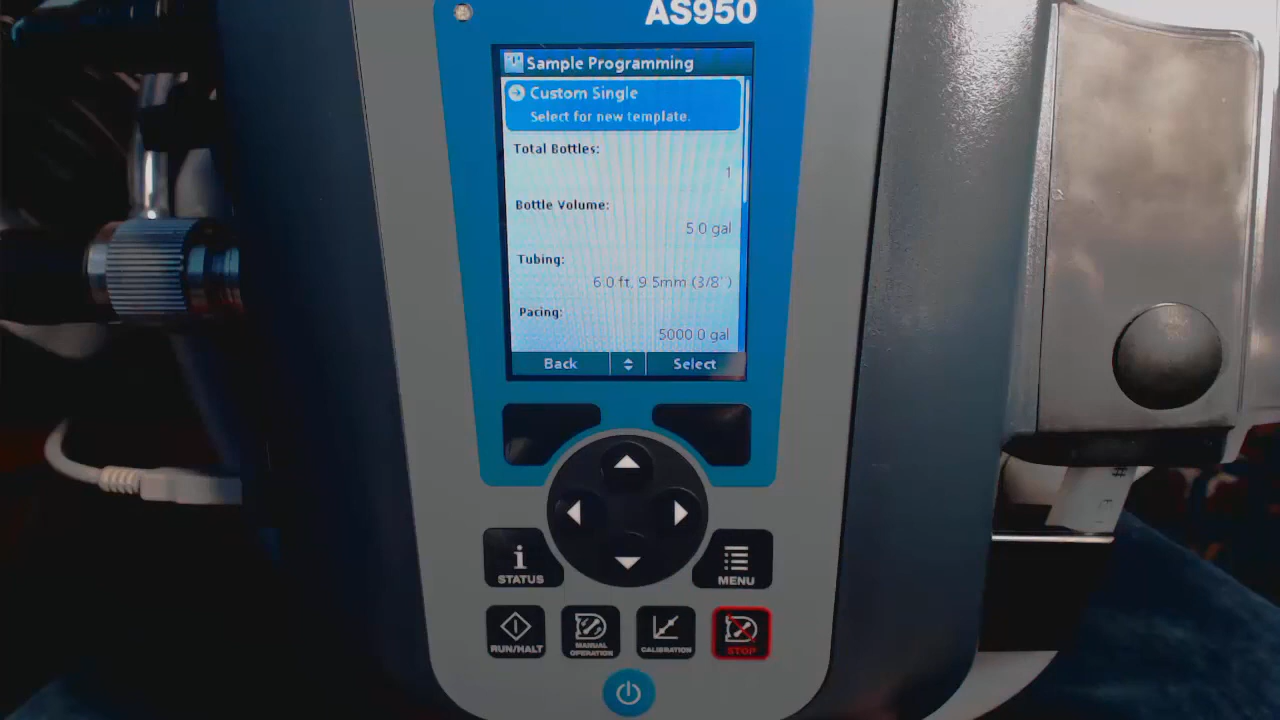 AS950
Sample Programming
Custom Single
Select for new template.
Total Bottles:
1
Bottle Volume:
5.0 gal
Tubing:
6.0 ft, 9.5mm (3/8")
Pacing:
5000.0 gal
Back
Select
i
STATUS
MENU
RUN/HALT
MANUAL
OPERATION
CALIBRATION
STOP